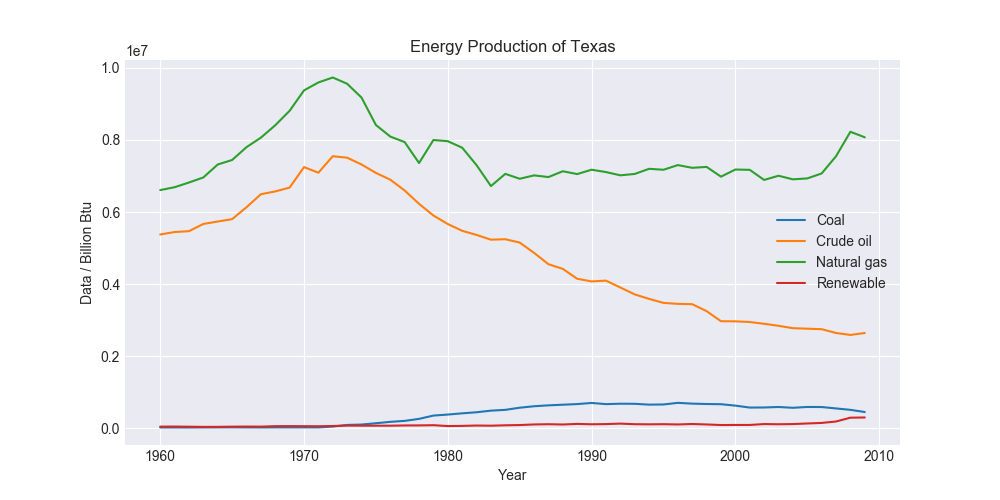 Energy Production of Texas
1e7
1.0
0.8
0.6
0.4
0.2
0.0
Data / Billion Btu
Coal
Crude oil
Natural gas
Renewable
1960 1970 1980 1990 2000 2010
Year